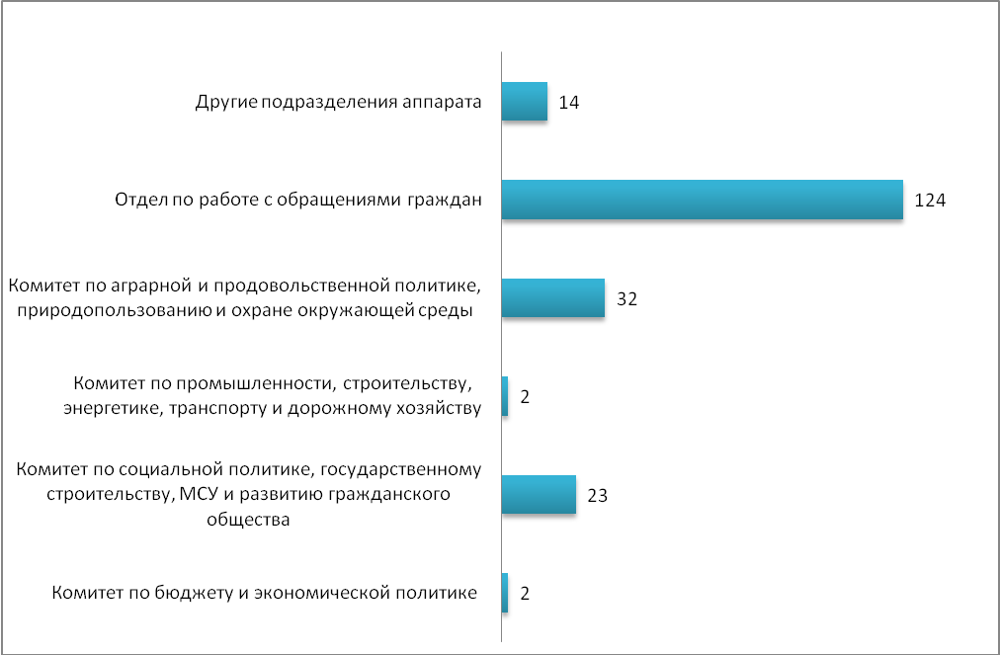 Другие подразделения аппарата
14
Отдел по работе с обращениями граждан
124
Комитет по аграрной и продовольственной политике,
природопользованию и охране окружающей среды
32
Комитет по промышленности, строительству,
энергетике, транспорту и дорожному хозяйству
2
Комитет по социальной политике, государственному
строительству, МСУ и развитию гражданского
общества
23
Комитет по бюджету и экономической политике
2